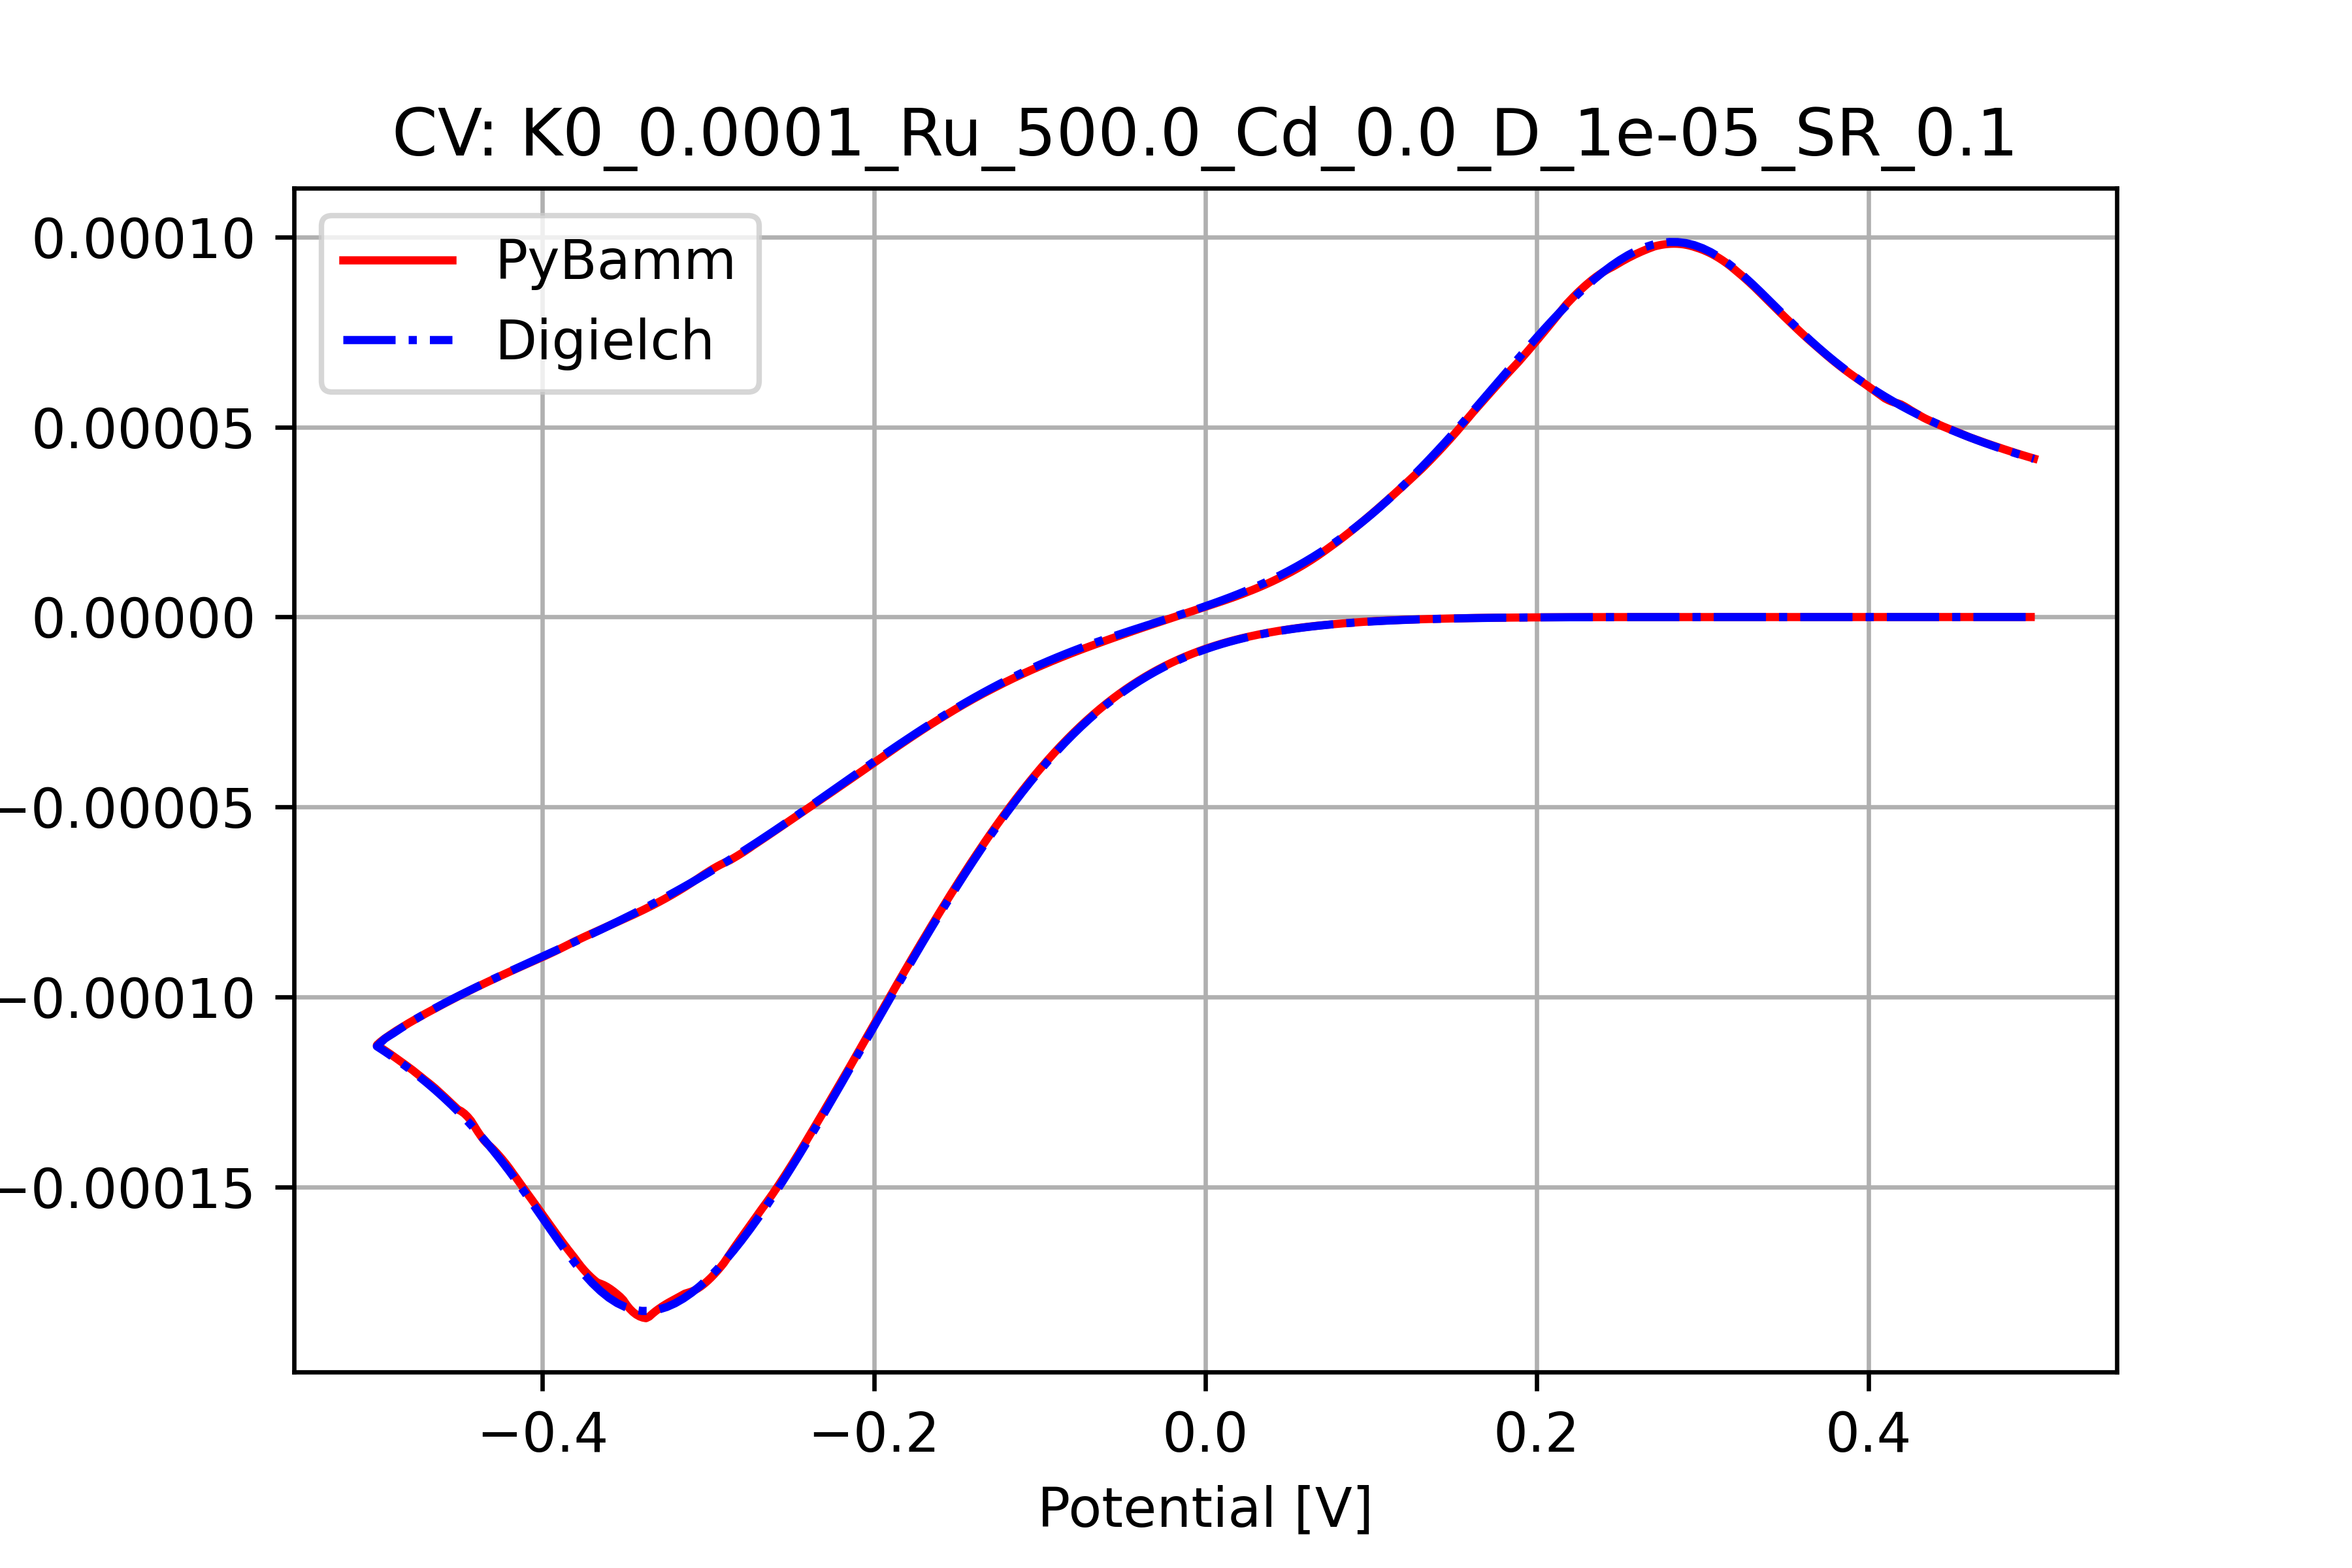 CV: K0_0.0001_Ru_500.0_Cd_0.0_D_1e-05_SR_0.1
PyBamm
Digielch
0.00010
0.00005
0.00000
−0.00005
−0.00010
−0.00015
−0.4 −0.2 0.0 0.2 0.4
Potential [V]